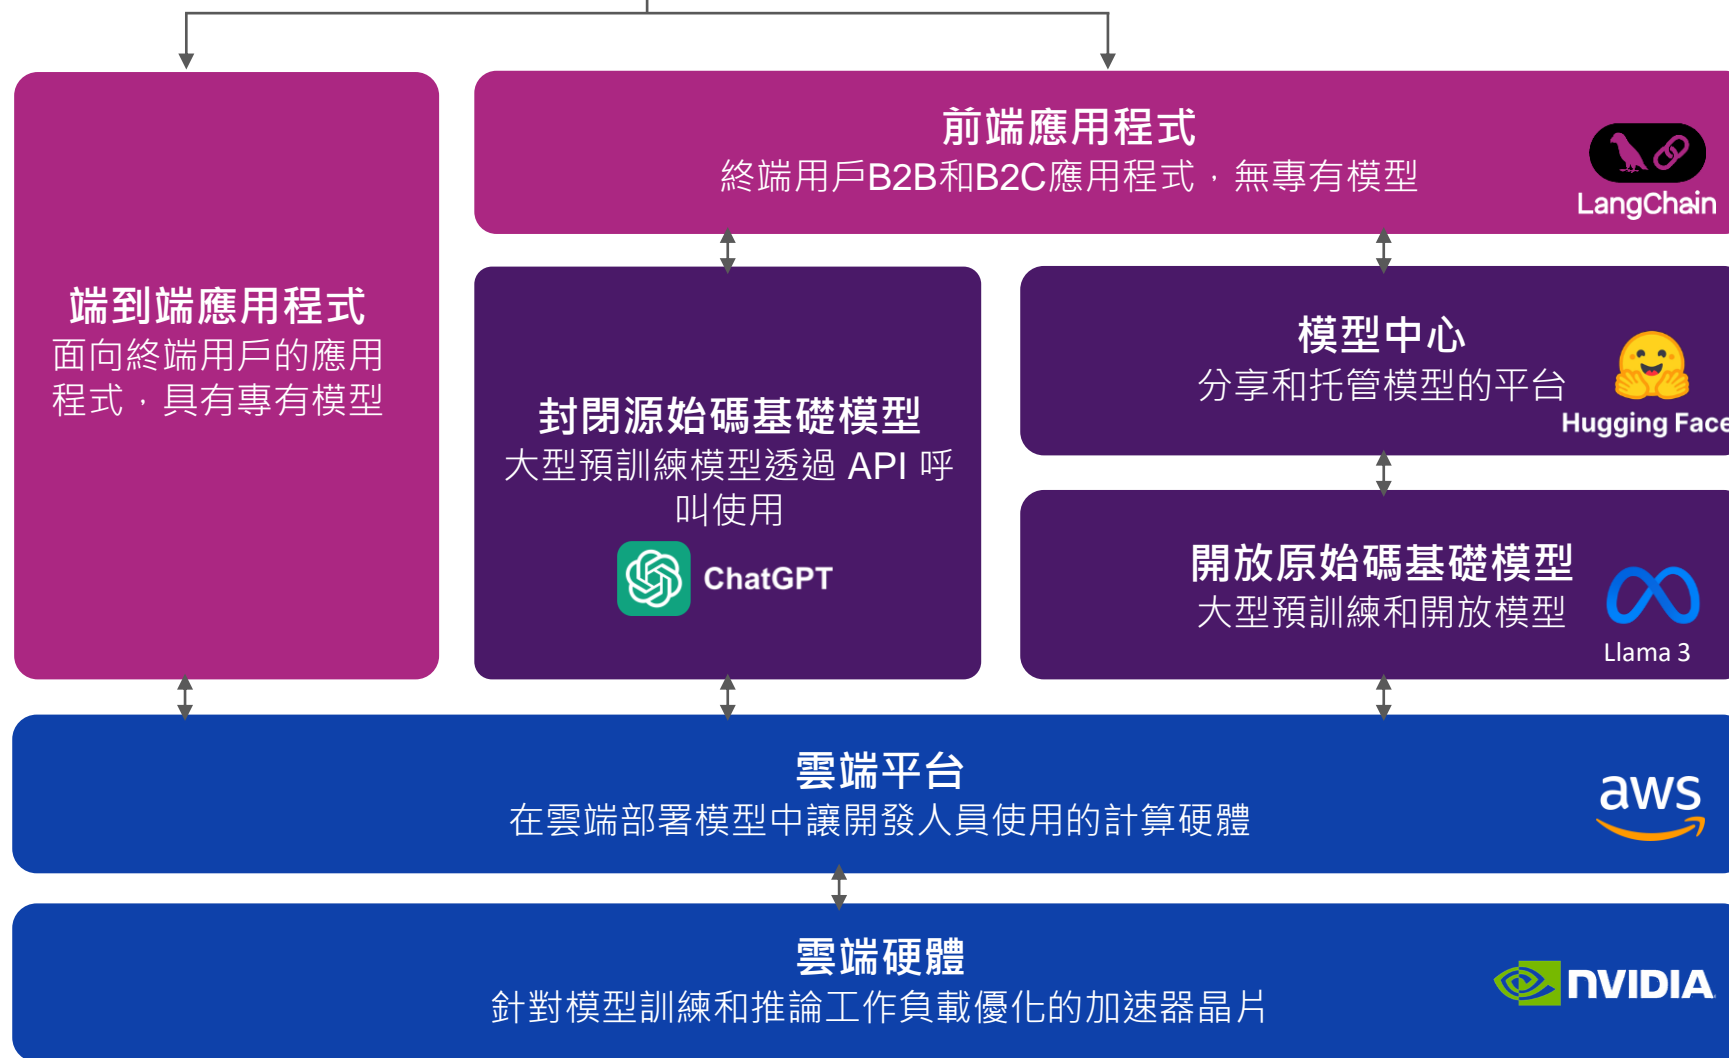 前端應用程式
終端用戶B2B和B2C應用程式，無專有模型
LangChain
端到端應用程式
面向終端用戶的應用
程式，具有專有模型
封閉源始碼基礎模型
大型預訓練模型透過 API 呼
叫使用
ChatGPT
模型中心
分享和托管模型的平台
Hugging Face
開放原始碼基礎模型
大型預訓練和開放模型
Llama 3
雲端平台
在雲端部署模型中讓開發人員使用的計算硬體
aws
雲端硬體
針對模型訓練和推論工作負載優化的加速器晶片
NVIDIA